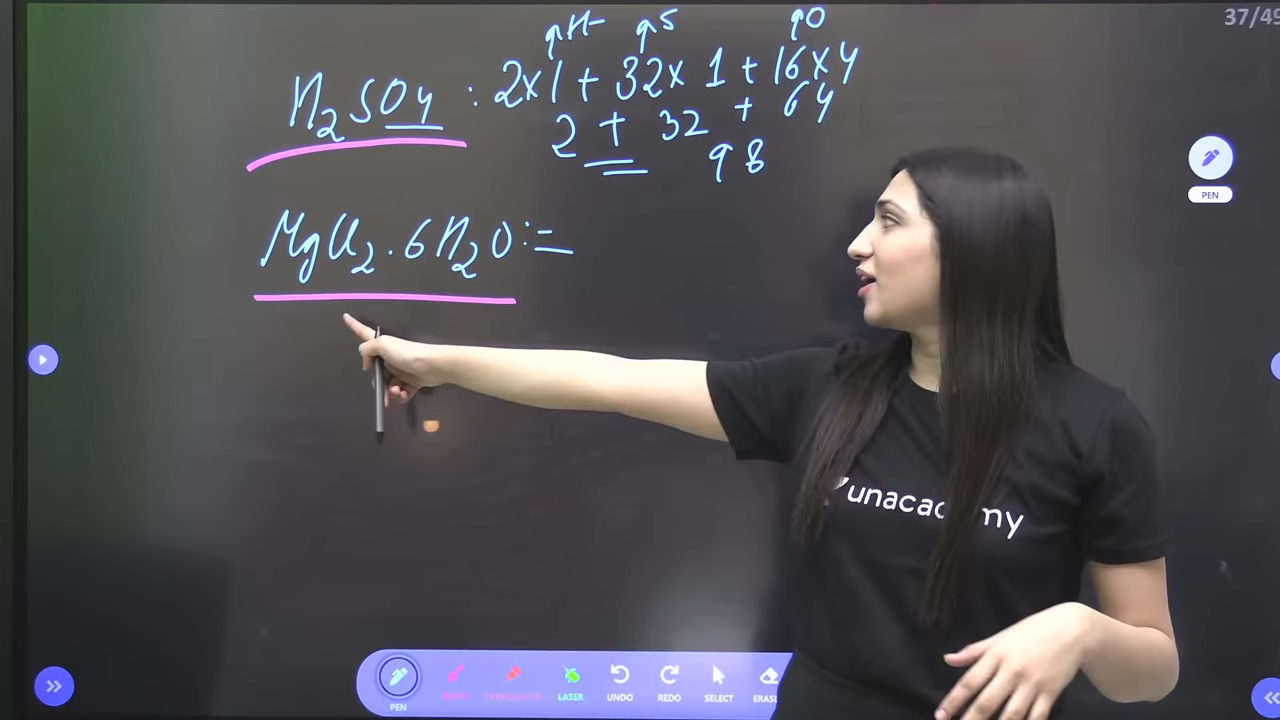 37/49
↑H ↑S ↑O
H₂SO₄ : 2×1 + 32×1 + 16×4
2 + 32 + 64
98
PEN
MgCl₂.6H₂O:=
unacademy
PEN
LASER
UNDO
REDO
SELECT
ERASE